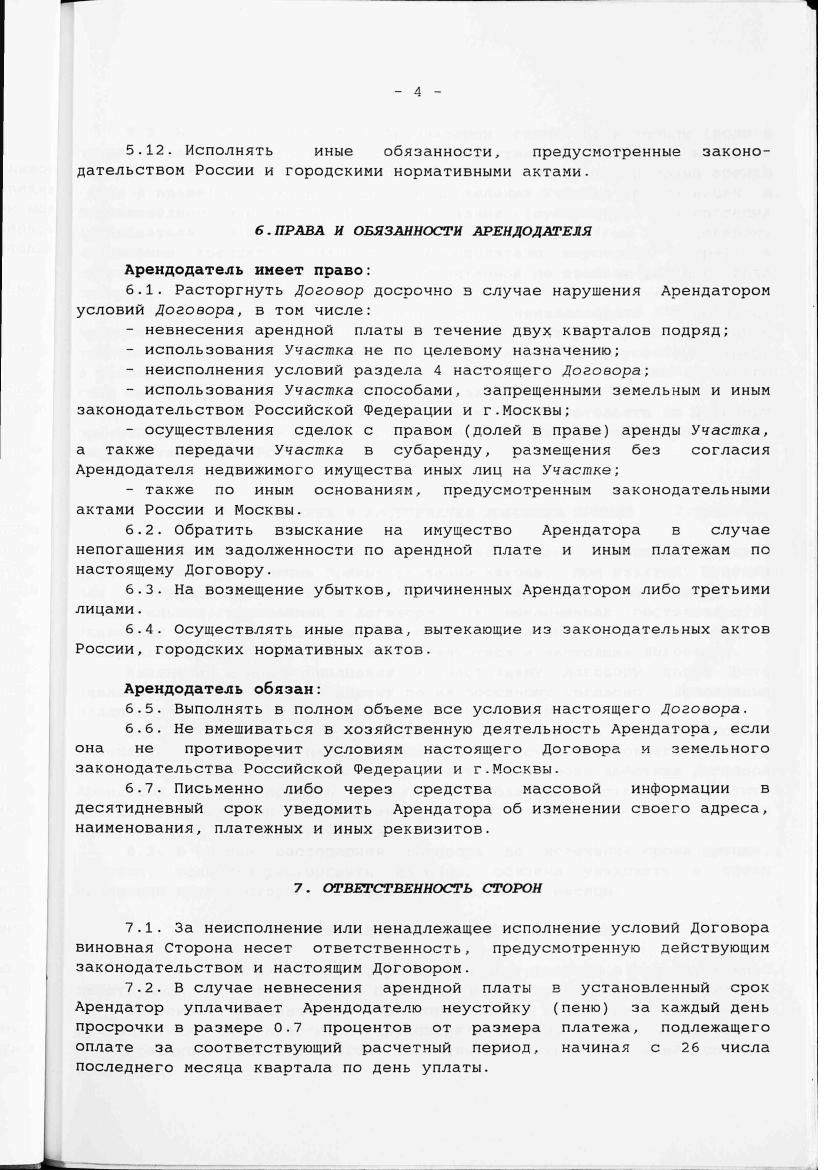 - 4 -
5.12. Исполнять иные обязанности, предусмотренные законо-
дательством России и городскими нормативными актами.
6.ПРАВА И ОБЯЗАННОСТИ АРЕНДОДАТЕЛЯ
Арендодатель имеет право:
6.1. Расторгнуть Договор досрочно в случае нарушения Арендатором
условий Договора, в том числе:
- невнесения арендной платы в течение двух кварталов подряд;
- использования Участка не по целевому назначению;
- неисполнения условий раздела 4 настоящего Договора;
- использования Участка способами, запрещенными земельным и иным
законодательством Российской Федерации и г.Москвы;
- осуществления сделок с правом (долей в праве) аренды Участка,
а также передачи Участка в субаренду, размещения без согласия
Арендодателя недвижимого имущества иных лиц на Участке;
- также по иным основаниям, предусмотренным законодательными
актами России и Москвы.
6.2. Обратить взыскание на имущество Арендатора в случае
непогашения им задолженности по арендной плате и иным платежам по
настоящему Договору.
6.3. На возмещение убытков, причиненных Арендатором либо третьими
лицами.
6.4. Осуществлять иные права, вытекающие из законодательных актов
России, городских нормативных актов.
Арендодатель обязан:
6.5. Выполнять в полном объеме все условия настоящего Договора.
6.6. Не вмешиваться в хозяйственную деятельность Арендатора, если
она не противоречит условиям настоящего Договора и земельного
законодательства Российской Федерации и г.Москвы.
6.7. Письменно либо через средства массовой информации в
десятидневный срок уведомить Арендатора об изменении своего адреса,
наименования, платежных и иных реквизитов.
7. ОТВЕТСТВЕННОСТЬ СТОРОН
7.1. За неисполнение или ненадлежащее исполнение условий Договора
виновная Сторона несет ответственность, предусмотренную действующим
законодательством и настоящим Договором.
7.2. В случае невнесения арендной платы в установленный срок
Арендатор уплачивает Арендодателю неустойку (пеню) за каждый день
просрочки в размере 0.7 процентов от размера платежа, подлежащего
оплате за соответствующий расчетный период, начиная с 26 числа
последнего месяца квартала по день уплаты.